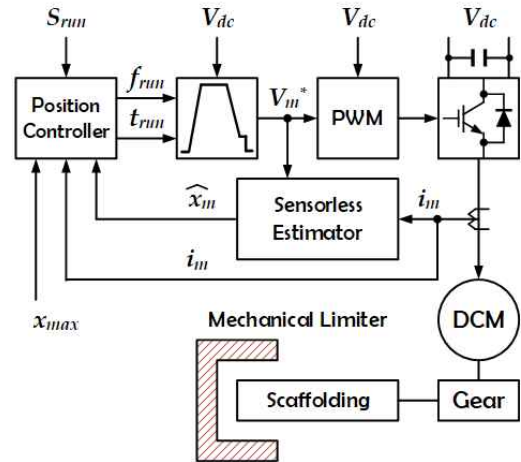 S_run
V_dc
V_dc
V_dc
Position
Controller
f_run
t_run
V_m*
PWM
x̂_m
Sensorless
Estimator
i_m
i_m
x_max
Mechanical Limiter
DCM
Scaffolding
Gear